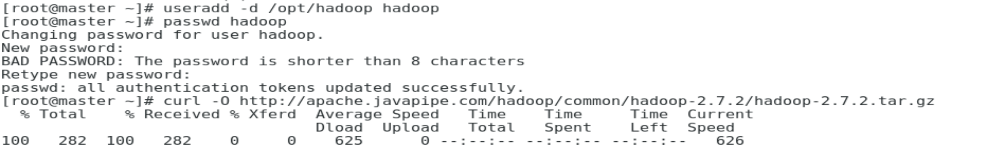 [root@master ~]# useradd -d /opt/hadoop hadoop
[root@master ~]# passwd hadoop
Changing password for user hadoop.
New password:
BAD PASSWORD: The password is shorter than 8 characters
Retype new password:
passwd: all authentication tokens updated successfully.
[root@master ~]# curl -O http://apache.javapipe.com/hadoop/common/hadoop-2.7.2/hadoop-2.7.2.tar.gz
  % Total    % Received % Xferd  Average Speed   Time    Time     Time  Current
                                 Dload  Upload   Total   Spent    Left  Speed
100   282  100   282    0     0    625      0 --:--:-- --:--:-- --:--:--   626